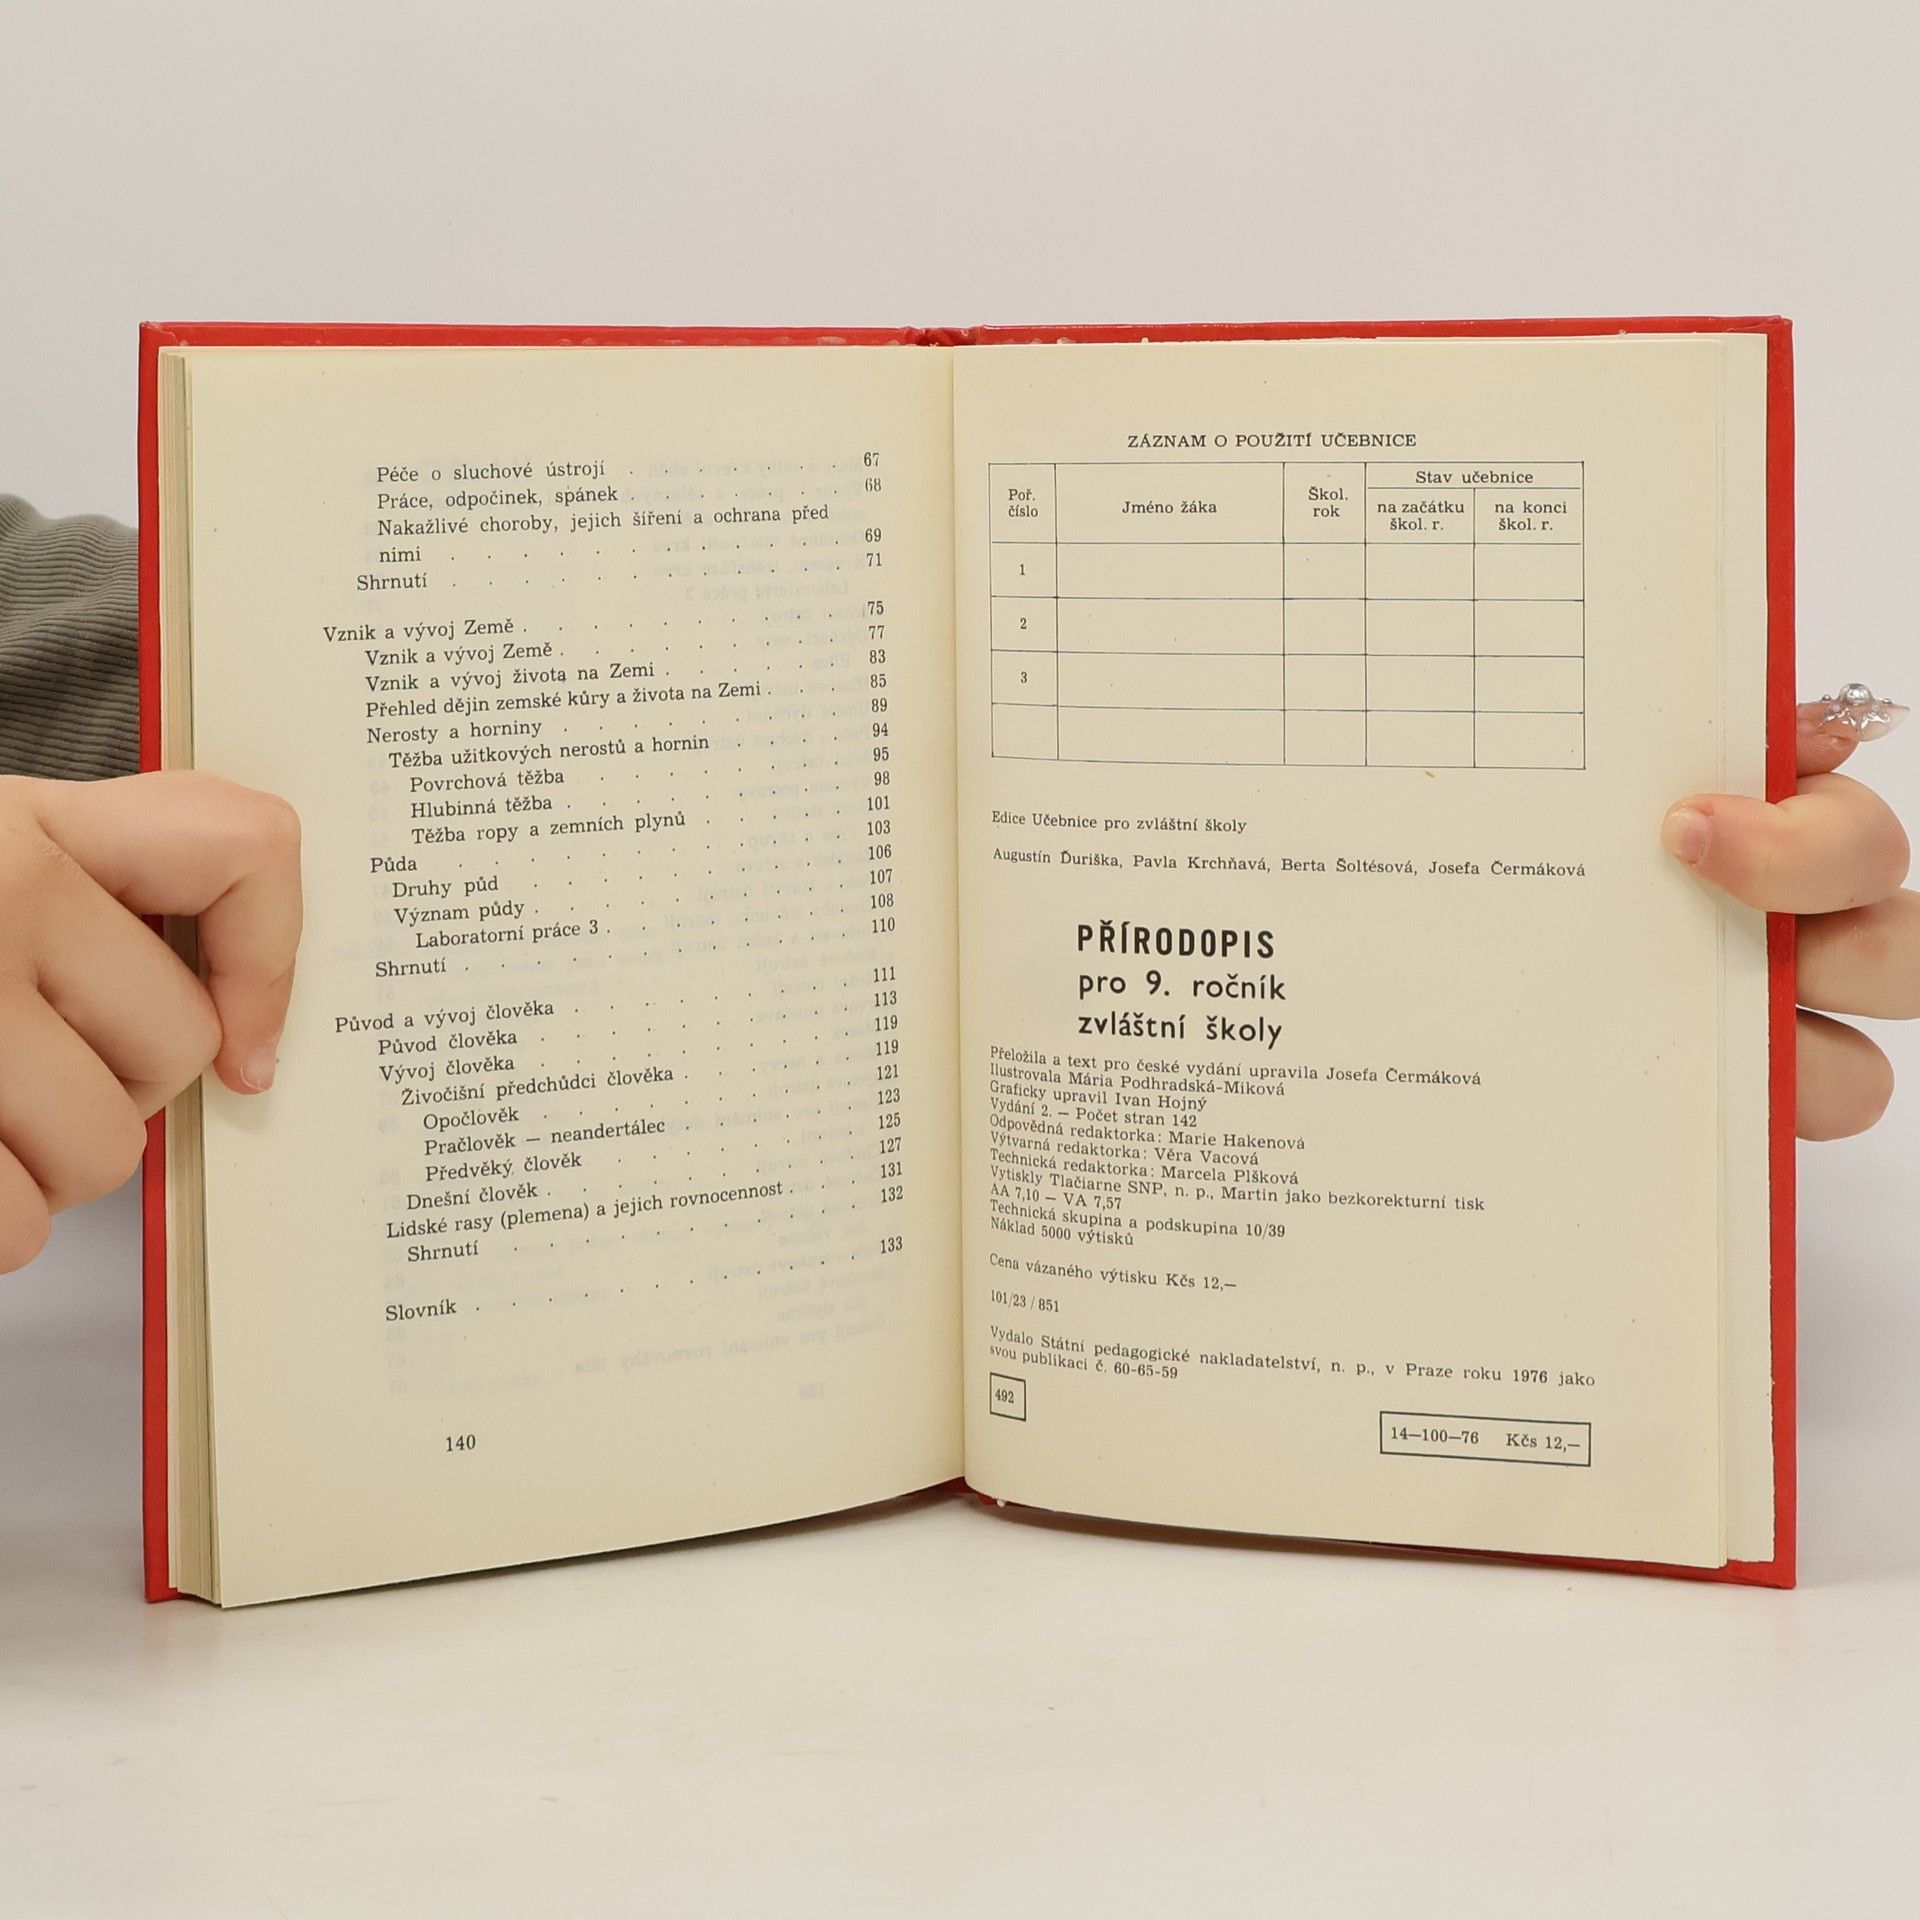 Péče o sluchové ústrojí . . . . . . . 67
Práce, odpočinek, spánek . . . . . . . 68
Nakažlivé choroby, jejich šíření a ochrana před
nimi . . . . . . . . . . . . 69
Shrnutí . . . . . . . . . . . . 71
Vznik a vývoj Země . . . . . . . . . . 75
Vznik a vývoj Země . . . . . . . . . 77
Vznik a vývoj života na Zemi . . . . . . 83
Přehled dějin zemské kůry a života na Zemi . . . 85
Nerosty a horniny . . . . . . . . . 89
Těžba užitkových nerostů a hornin . . . . 94
Povrchová těžba . . . . . . . . 95
Hlubinná těžba . . . . . . . . . 98
Těžba ropy a zemních plynů . . . . . 101
Půda . . . . . . . . . . . . 103
Druhy půd . . . . . . . . . . 106
Význam půdy . . . . . . . . . . 107
Laboratorní práce 3 . . . . . . . . 108
Shrnutí . . . . . . . . . . . . 110
Původ a vývoj člověka . . . . . . . . . 111
Původ člověka . . . . . . . . . . 113
Vývoj člověka . . . . . . . . . . 119
Živočišní předchůdci člověka . . . . . 119
Opočlověk . . . . . . . . . . 121
Pračlověk — neandertálec . . . . . . 123
Předvěký člověk . . . . . . . . 125
Dnešní člověk . . . . . . . . . . 127
Lidské rasy (plemena) a jejich rovnocennost . . . 131
Shrnutí . . . . . . . . . . . 132
Slovník . . . . . . . . . . . . 133
140
ZÁZNAM O POUŽITÍ UČEBNICE
Poř. číslo Jméno žáka Škol. rok Stav učebnice
na začátku škol. r. na konci škol. r.
1
2
3
Edice Učebnice pro zvláštní školy
Augustín Ďuriška, Pavla Krchňavá, Berta Šoltésová, Josefa Čermáková
PŘÍRODOPIS
pro 9. ročník
zvláštní školy
Přeložila a text pro české vydání upravila Josefa Čermáková
Ilustrovala Mária Podhradská-Miková
Graficky upravil Ivan Hojný
Vydání 2. — Počet stran 142
Odpovědná redaktorka: Marie Hakenová
Výtvarná redaktorka: Věra Vacová
Technická redaktorka: Marcela Plšková
Vytiskly Tlačiarne SNP, n. p., Martin jako bezkorekturní tisk
AA 7,10 — VA 7,57
Technická skupina a podskupina 10/39
Náklad 5000 výtisků
Cena vázaného výtisku Kčs 12,—
101/23 / 851
Vydalo Státní pedagogické nakladatelství, n. p., v Praze roku 1976 jako
svou publikaci č. 60-65-59
492
14—100—76 Kčs 12,—